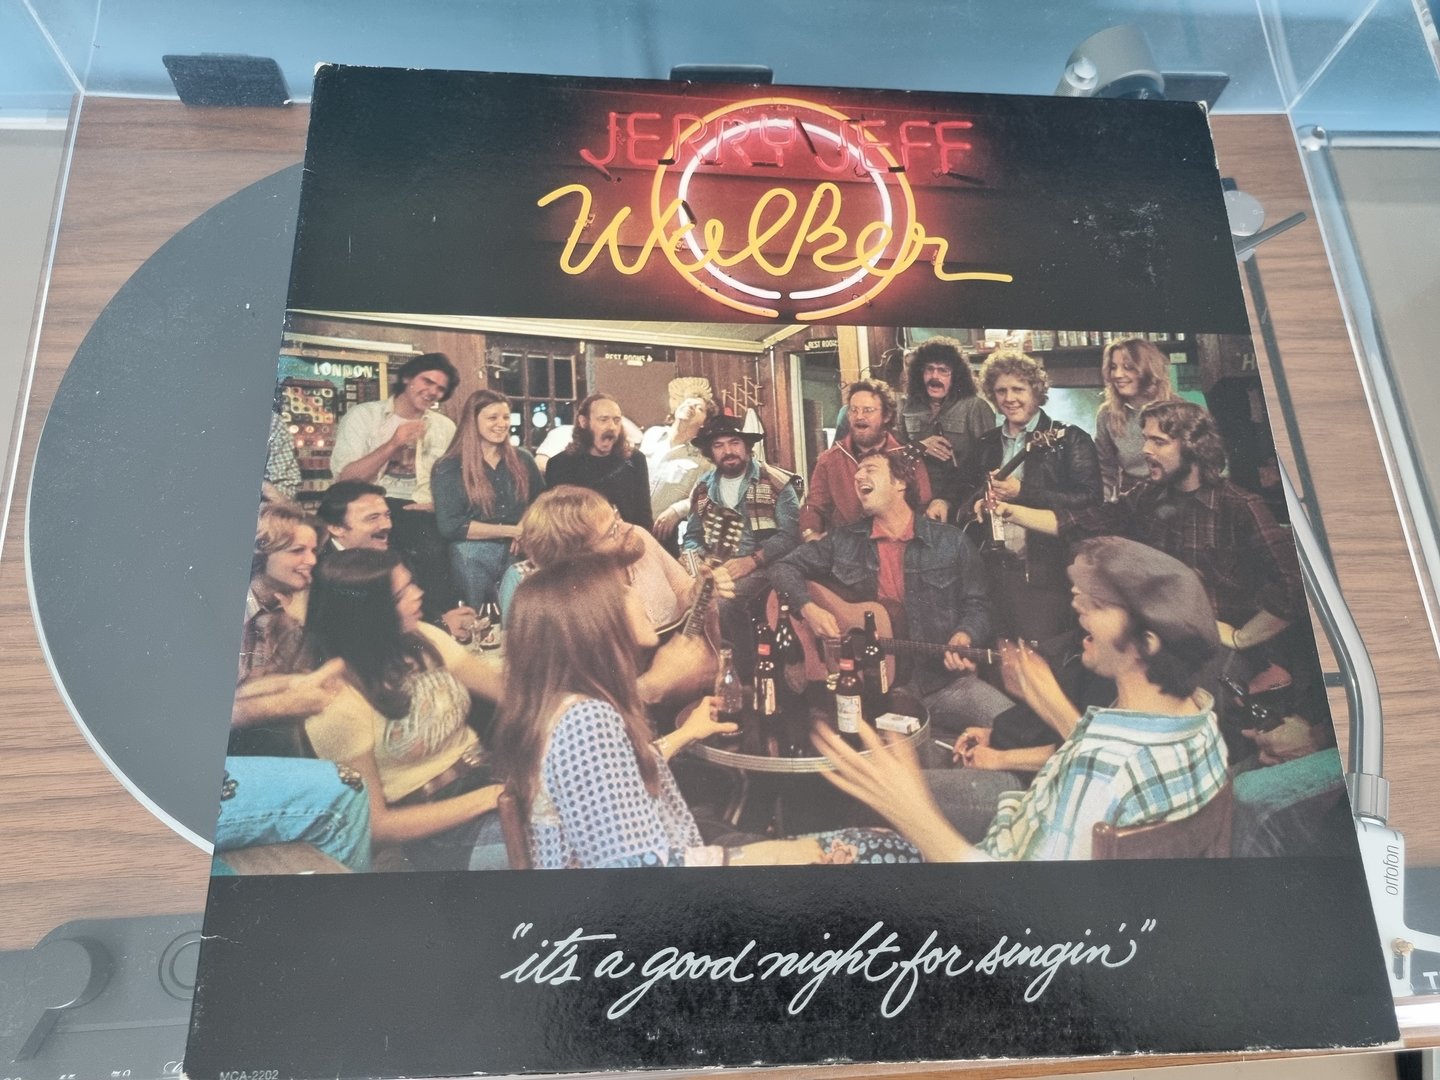 JERRY JEFF
Walker
LONDON
REST ROOMS
REST ROOMS
"it's a good night for singin'"
MCA-2202
ortofon